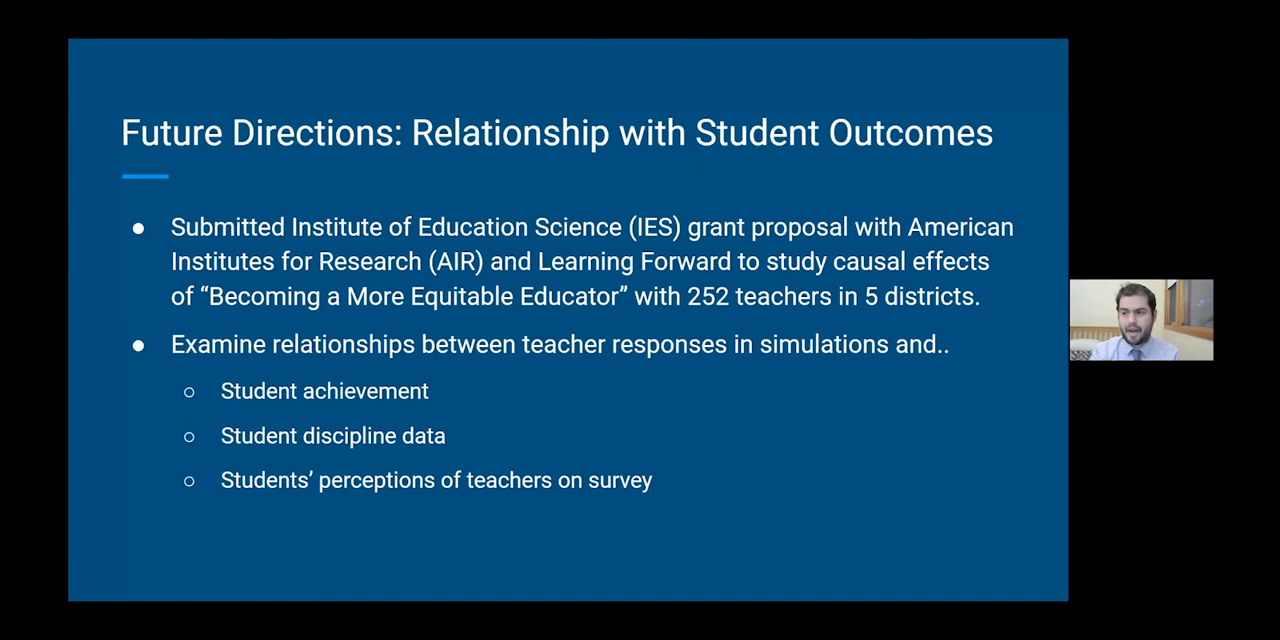 Future Directions: Relationship with Student Outcomes
● Submitted Institute of Education Science (IES) grant proposal with American
Institutes for Research (AIR) and Learning Forward to study causal effects
of “Becoming a More Equitable Educator” with 252 teachers in 5 districts.
● Examine relationships between teacher responses in simulations and..
○ Student achievement
○ Student discipline data
○ Students’ perceptions of teachers on survey